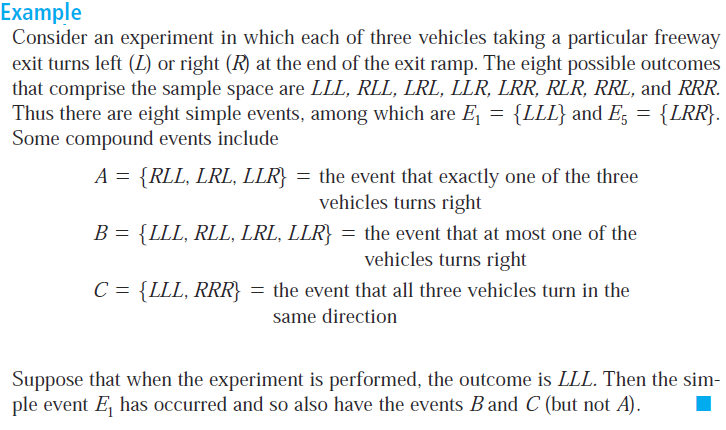 Example
Consider an experiment in which each of three vehicles taking a particular freeway
exit turns left (L) or right (R) at the end of the exit ramp. The eight possible outcomes
that comprise the sample space are LLL, RLL, LRL, LLR, LRR, RLR, RRL, and RRR.
Thus there are eight simple events, among which are E₁ = {LLL} and E₅ = {LRR}.
Some compound events include
A = {RLL, LRL, LLR} = the event that exactly one of the three
vehicles turns right
B = {LLL, RLL, LRL, LLR} = the event that at most one of the
vehicles turns right
C = {LLL, RRR} = the event that all three vehicles turn in the
same direction
Suppose that when the experiment is performed, the outcome is LLL. Then the sim-
ple event E₁ has occurred and so also have the events B and C (but not A).